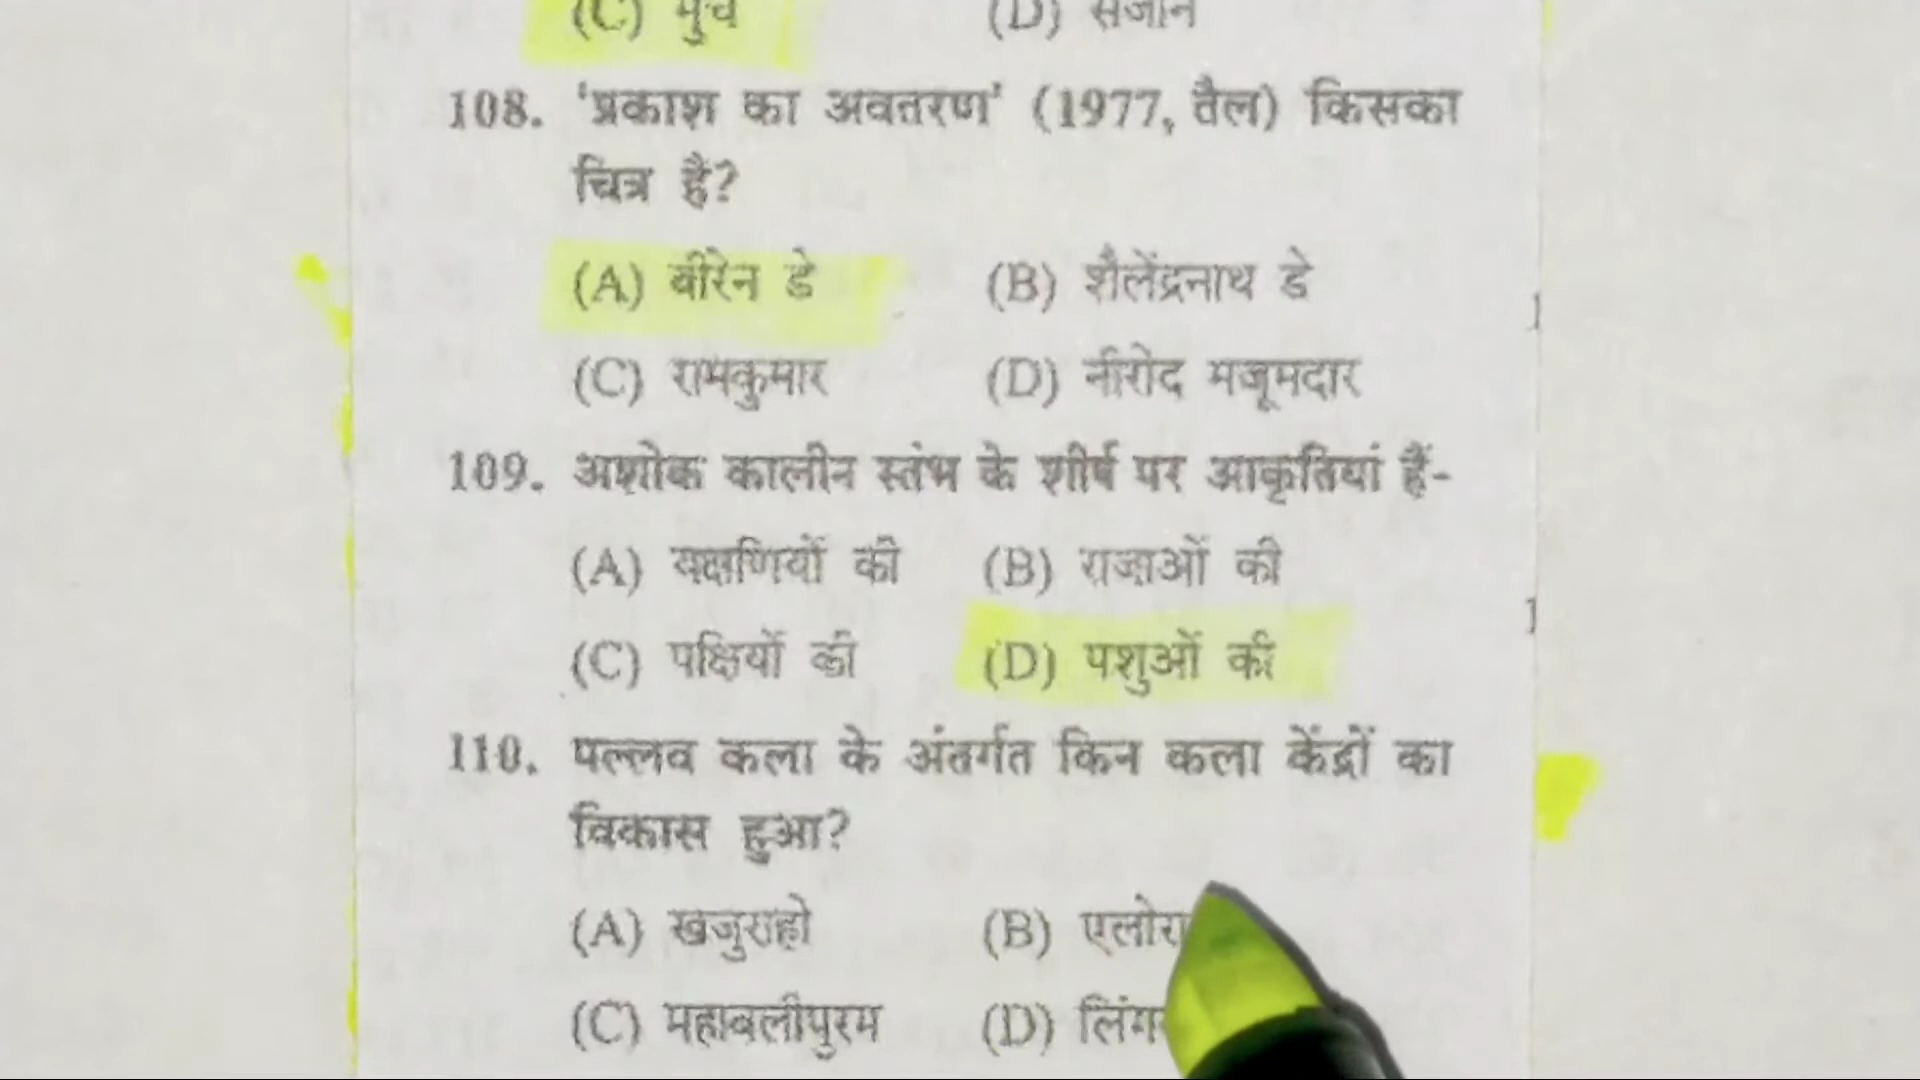 (C) मुंच (D) सेजान
108. 'प्रकाश का अवतरण' (1977, तैल) किसका
चित्र है?
(A) बीरेन डे (B) शैलेंद्रनाथ डे
(C) रामकुमार (D) नीरोद मजूमदार
109. अशोक कालीन स्तंभ के शीर्ष पर आकृतियां हैं-
(A) यक्षणियों की (B) राजाओं की
(C) पक्षियों की (D) पशुओं की
110. पल्लव कला के अंतर्गत किन कला केंद्रों का
विकास हुआ?
(A) खजुराहो (B) एलोरा
(C) महाबलीपुरम (D)